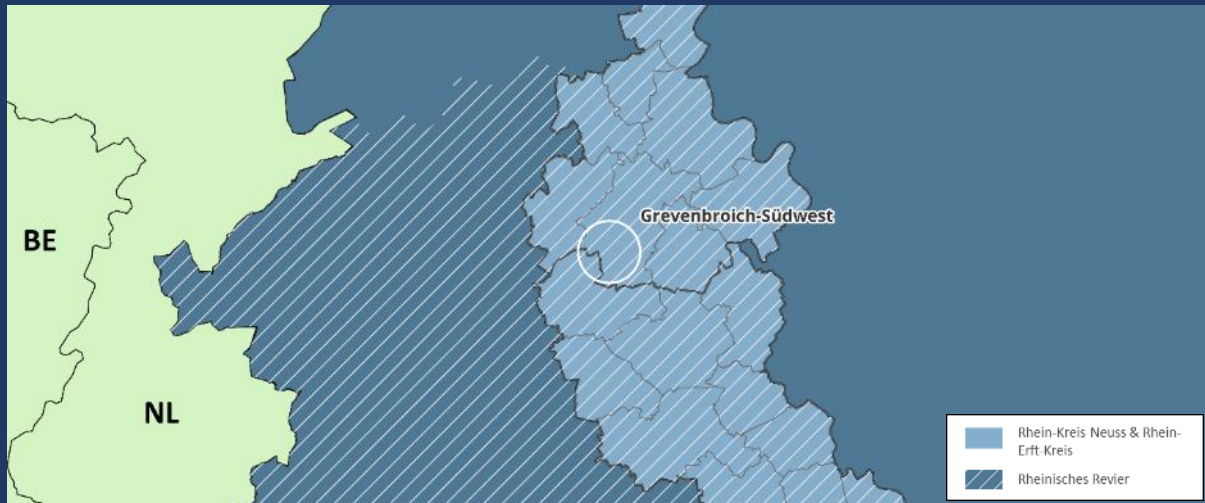 Grevenbroich-Südwest
BE
NL
Rhein-Kreis Neuss & Rhein-
Erft-Kreis
Rheinisches Revier